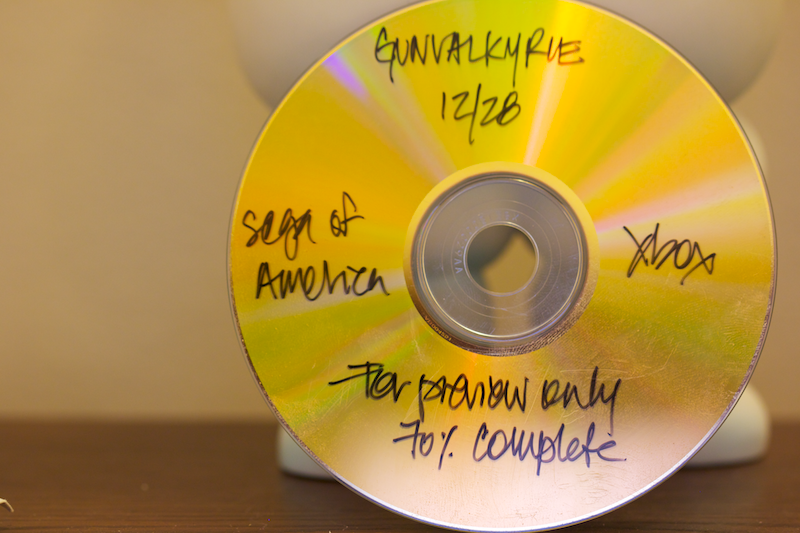 GUNVALKYRIE
12/28
Sega of
America
xbox
For preview only
70% complete